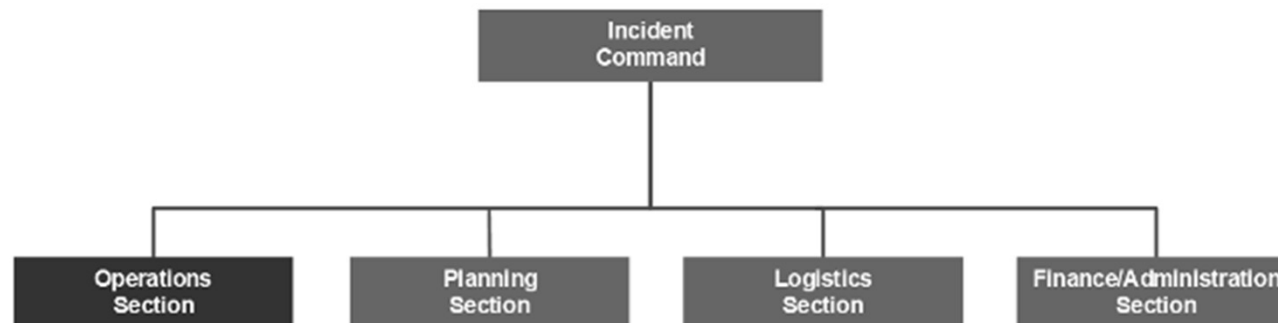 Incident
Command
Operations
Section
Planning
Section
Logistics
Section
Finance/Administration
Section